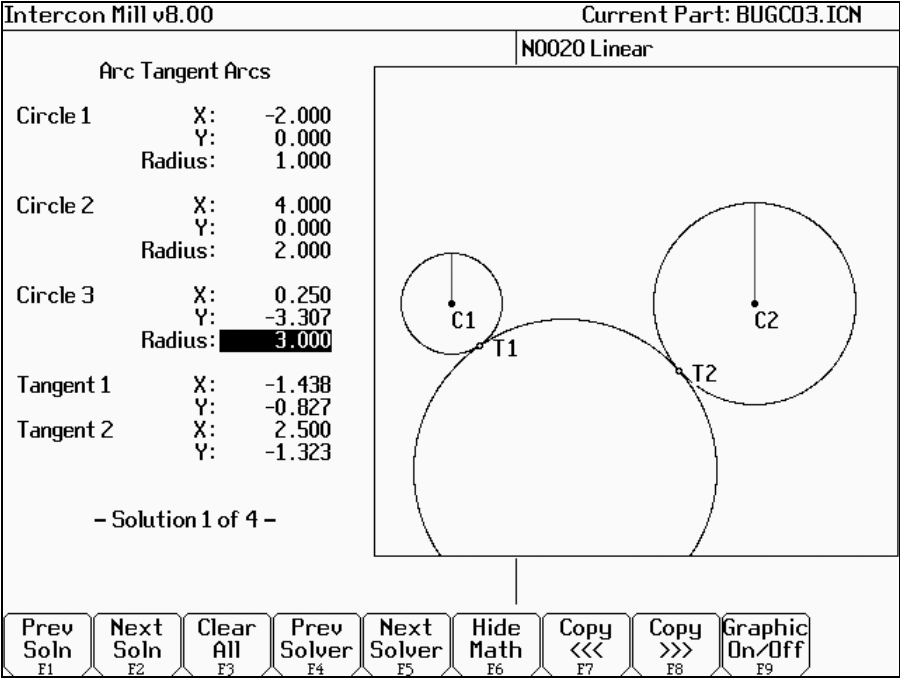 Intercon Mill v8.00 Current Part: BUGCO3.ICN
N0020 Linear
Arc Tangent Arcs
Circle 1 X: -2.000
Y: 0.000
Radius: 1.000
Circle 2 X: 4.000
Y: 0.000
Radius: 2.000
Circle 3 X: 0.250
Y: -3.307
Radius: 3.000
Tangent 1 X: -1.438
Y: -0.827
Tangent 2 X: 2.500
Y: -1.323
- Solution 1 of 4 -
C1
C2
T1
T2
Prev Soln F1
Next Soln F2
Clear All F3
Prev Solver F4
Next Solver F5
Hide Math F6
Copy <<< F7
Copy >>> F8
Graphic On/Off F9